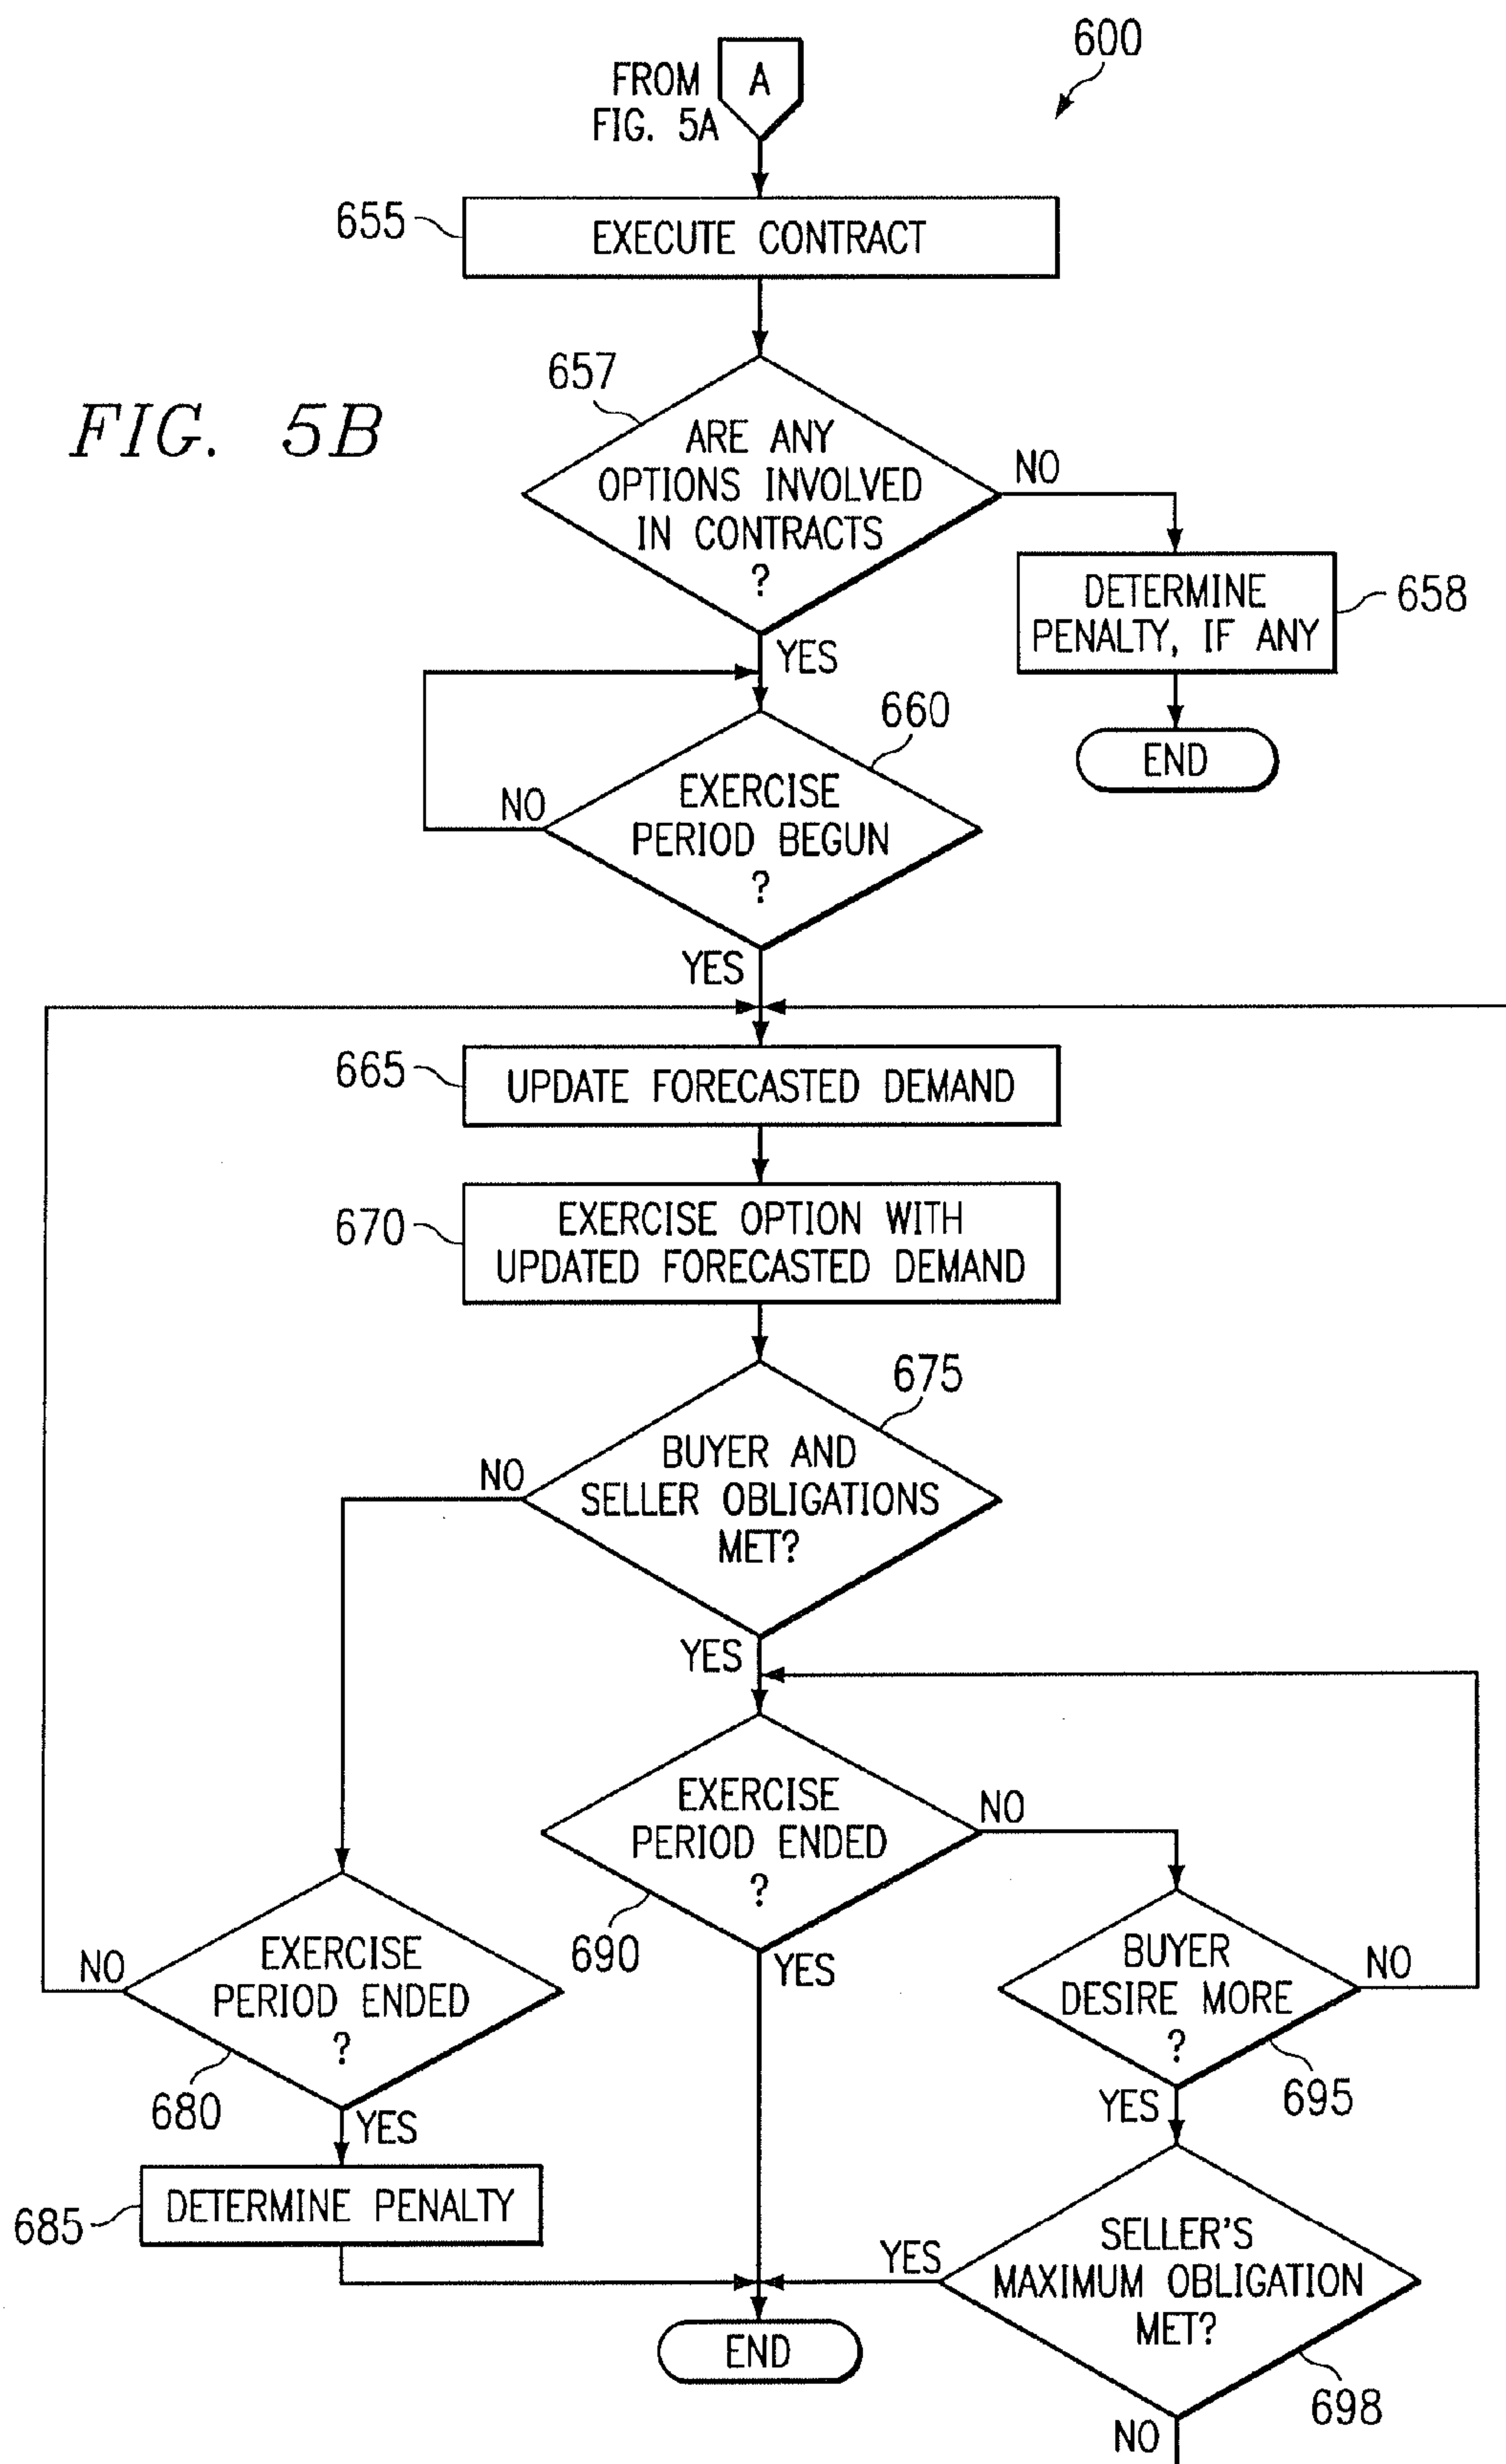 600
FROM
FIG. 5A
A
655
EXECUTE CONTRACT
657
FIG. 5B
ARE ANY
OPTIONS INVOLVED
IN CONTRACTS
?
NO
YES
DETERMINE
PENALTY, IF ANY
658
END
660
EXERCISE
PERIOD BEGUN
?
NO
YES
665
UPDATE FORECASTED DEMAND
670
EXERCISE OPTION WITH
UPDATED FORECASTED DEMAND
675
BUYER AND
SELLER OBLIGATIONS
MET?
NO
YES
EXERCISE
PERIOD ENDED
?
NO
690
YES
EXERCISE
PERIOD ENDED
?
NO
680
YES
BUYER
DESIRE MORE
?
NO
695
YES
685
DETERMINE PENALTY
SELLER'S
MAXIMUM OBLIGATION
MET?
YES
698
NO
END